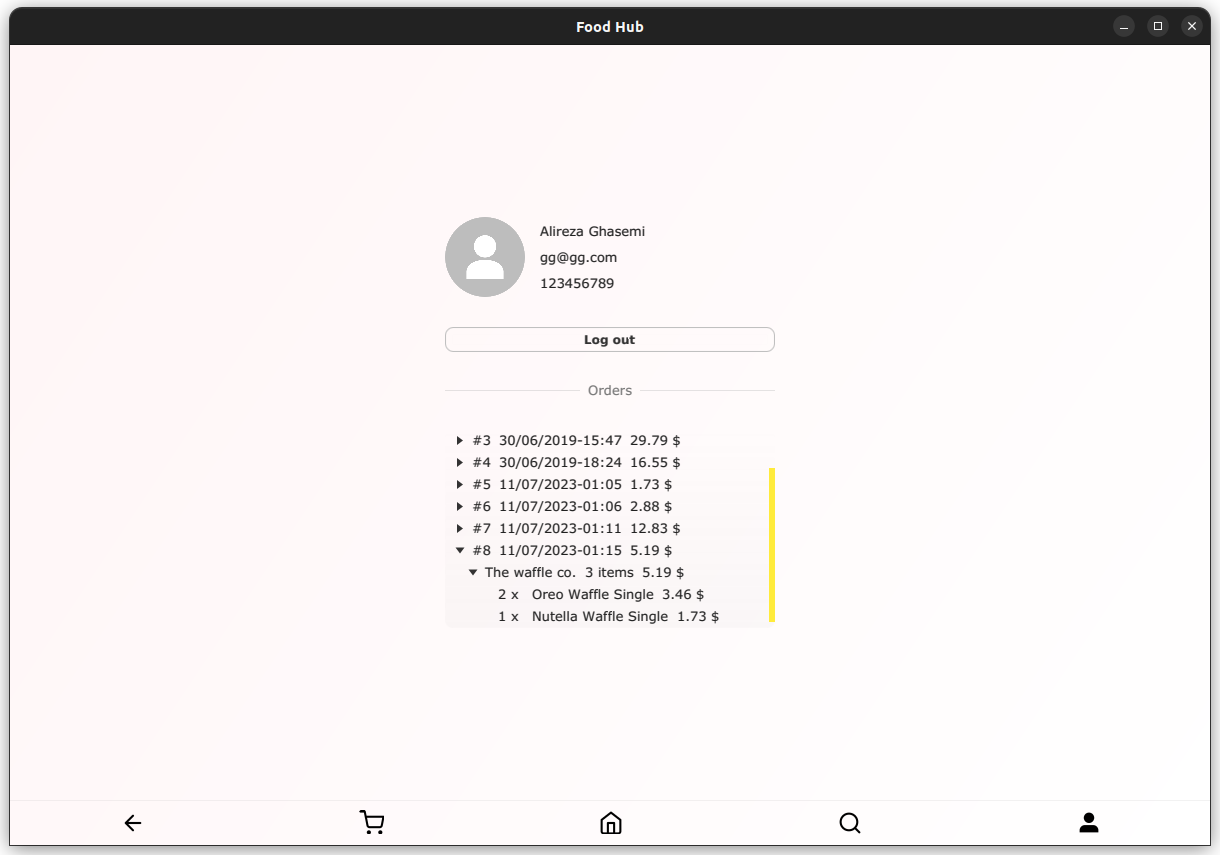 Food Hub
Alireza Ghasemi
gg@gg.com
123456789
Log out
Orders
#3 30/06/2019-15:47 29.79 $
#4 30/06/2019-18:24 16.55 $
#5 11/07/2023-01:05 1.73 $
#6 11/07/2023-01:06 2.88 $
#7 11/07/2023-01:11 12.83 $
#8 11/07/2023-01:15 5.19 $
The waffle co. 3 items 5.19 $
2 x Oreo Waffle Single 3.46 $
1 x Nutella Waffle Single 1.73 $